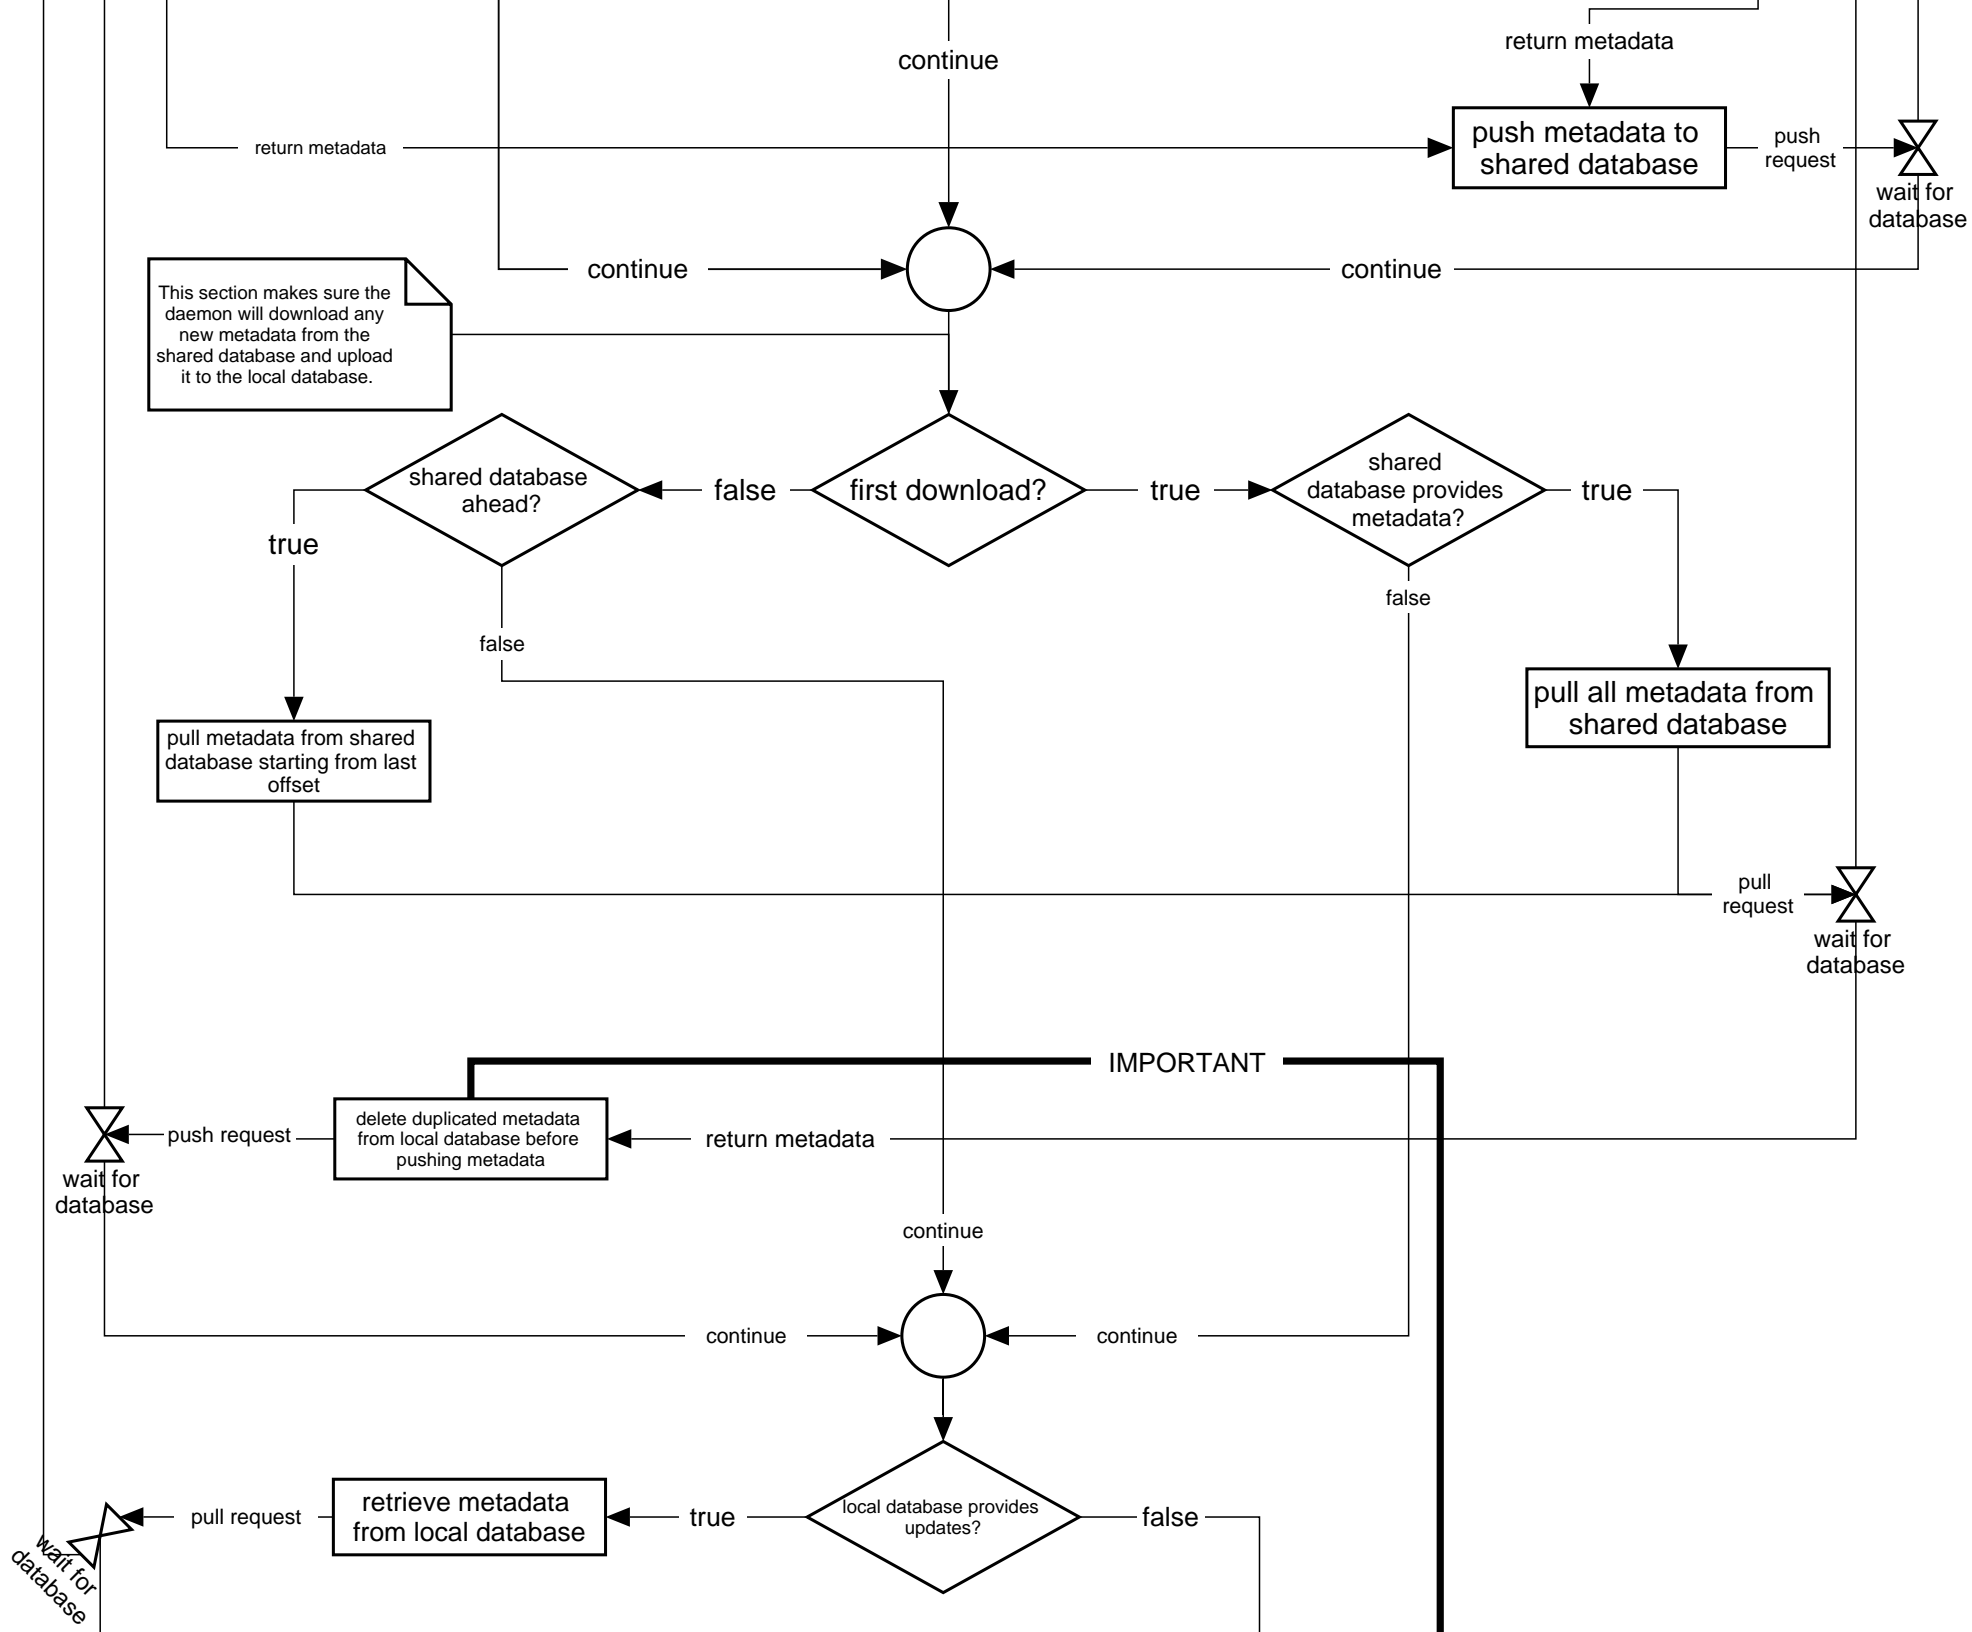 return metadata
continue
return metadata
push metadata to
shared database
push
request
wait for
database
continue
continue
This section makes sure the
daemon will download any
new metadata from the
shared database and upload
it to the local database.
shared database
ahead?
false
first download?
true
shared
database provides
metadata?
true
true
false
false
pull all metadata from
shared database
pull metadata from shared
database starting from last
offset
pull
request
wait for
database
IMPORTANT
push request
delete duplicated metadata
from local database before
pushing metadata
return metadata
wait for
database
continue
continue
continue
pull request
retrieve metadata
from local database
true
local database provides
updates?
false
wait for
database